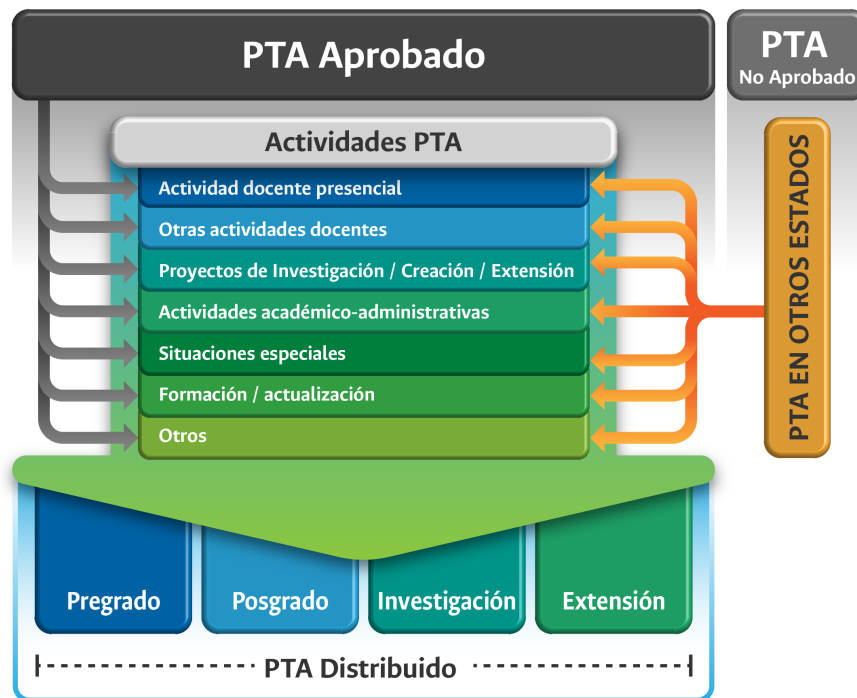 PTA Aprobado
PTA
No Aprobado
Actividades PTA
Actividad docente presencial
Otras actividades docentes
Proyectos de Investigación / Creación / Extensión
Actividades académico-administrativas
Situaciones especiales
Formación / actualización
Otros
PTA EN OTROS ESTADOS
Pregrado
Posgrado
Investigación
Extensión
PTA Distribuido